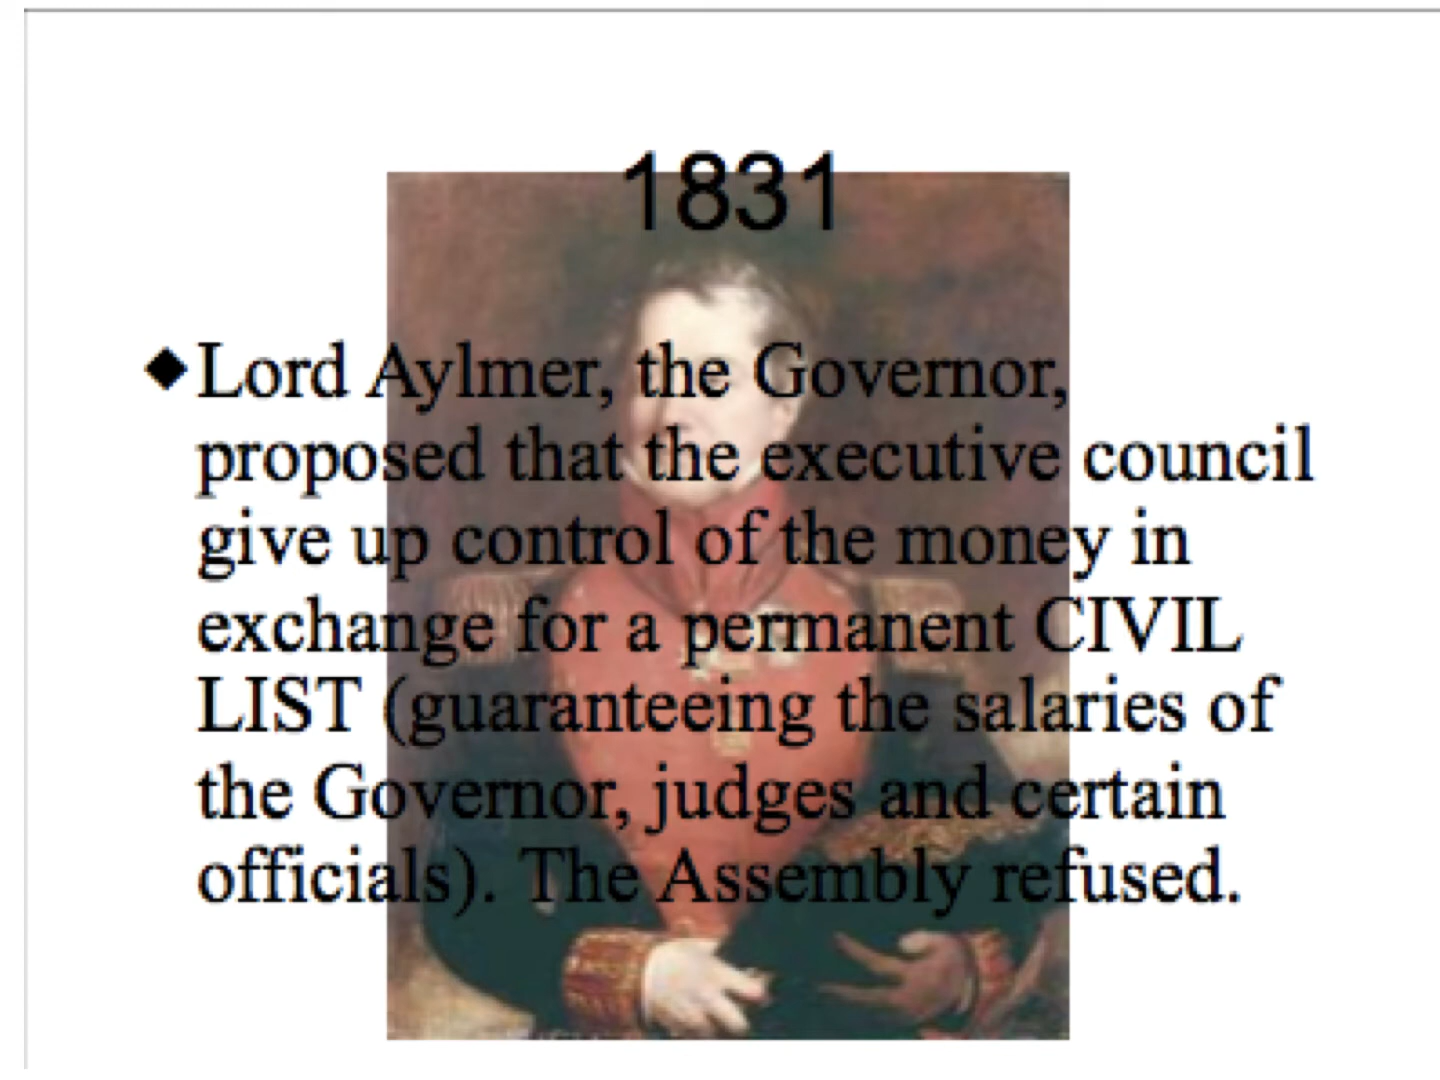 1831
◆Lord Aylmer, the Governor,
proposed that the executive council
give up control of the money in
exchange for a permanent CIVIL
LIST (guaranteeing the salaries of
the Governor, judges and certain
officials). The Assembly refused.